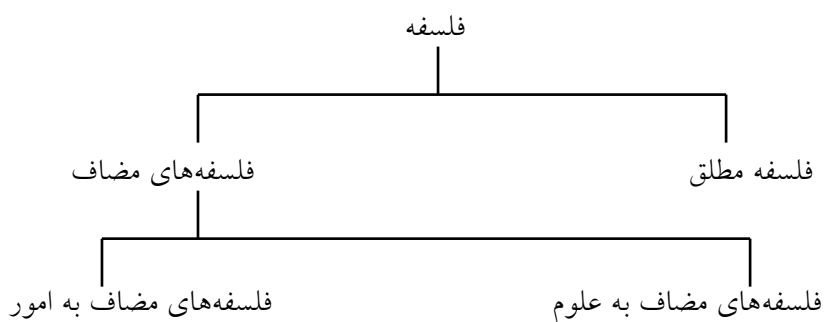 فلسفه
فلسفه مطلق
فلسفه‌های مضاف
فلسفه‌های مضاف به علوم
فلسفه‌های مضاف به امور